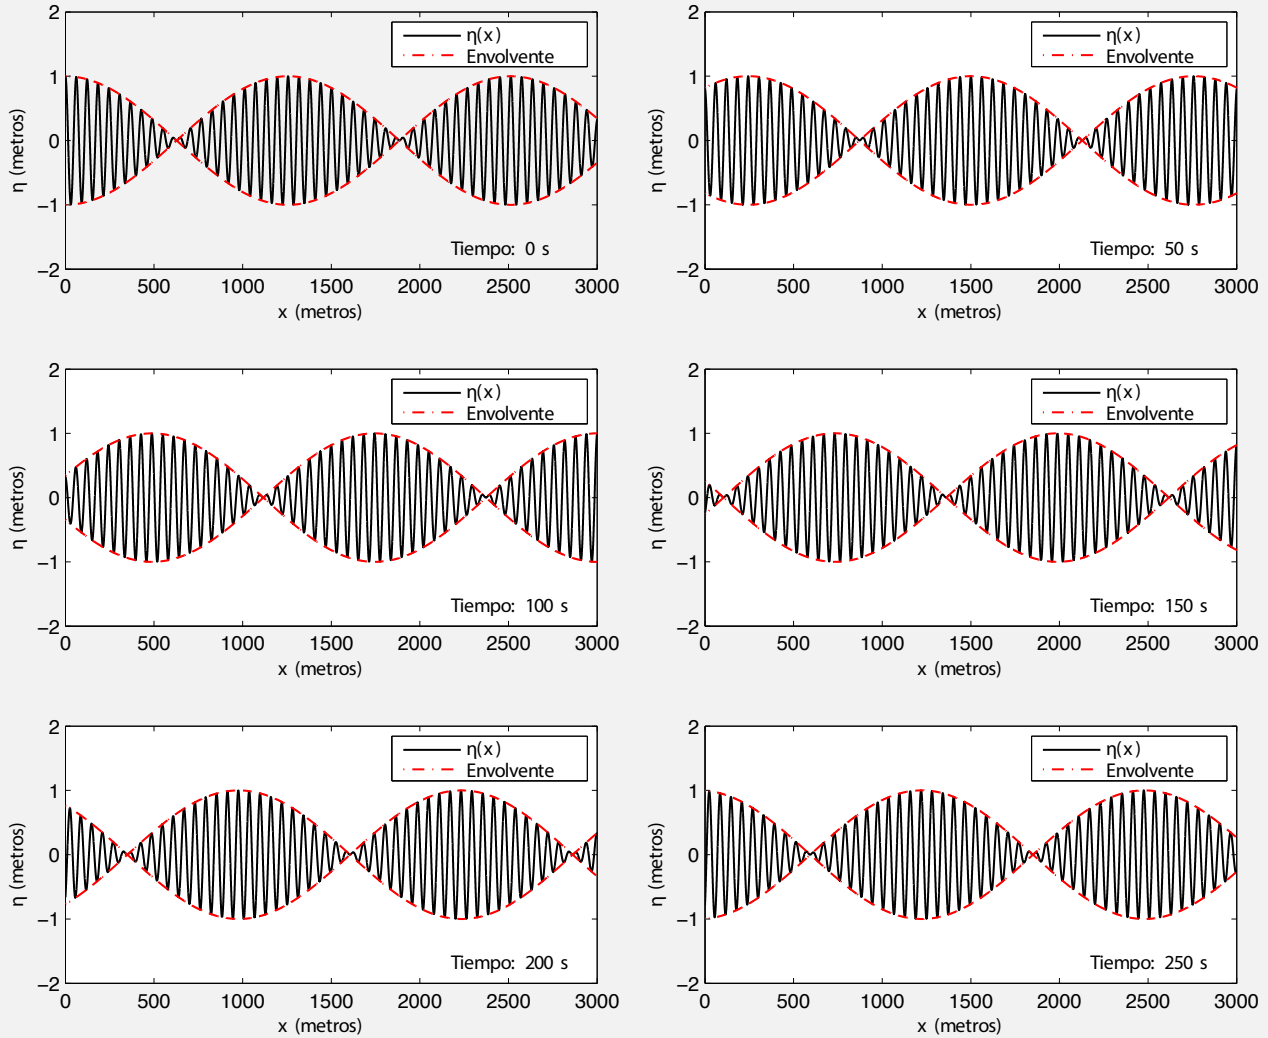 2
1
0
−1
−2
η (metros)
η(x)
Envolvente
Tiempo: 0 s
0 500 1000 1500 2000 2500 3000
x (metros)
2
1
0
−1
−2
η (metros)
η(x)
Envolvente
Tiempo: 50 s
0 500 1000 1500 2000 2500 3000
x (metros)
2
1
0
−1
−2
η (metros)
η(x)
Envolvente
Tiempo: 100 s
0 500 1000 1500 2000 2500 3000
x (metros)
2
1
0
−1
−2
η (metros)
η(x)
Envolvente
Tiempo: 150 s
0 500 1000 1500 2000 2500 3000
x (metros)
2
1
0
−1
−2
η (metros)
η(x)
Envolvente
Tiempo: 200 s
0 500 1000 1500 2000 2500 3000
x (metros)
2
1
0
−1
−2
η (metros)
η(x)
Envolvente
Tiempo: 250 s
0 500 1000 1500 2000 2500 3000
x (metros)